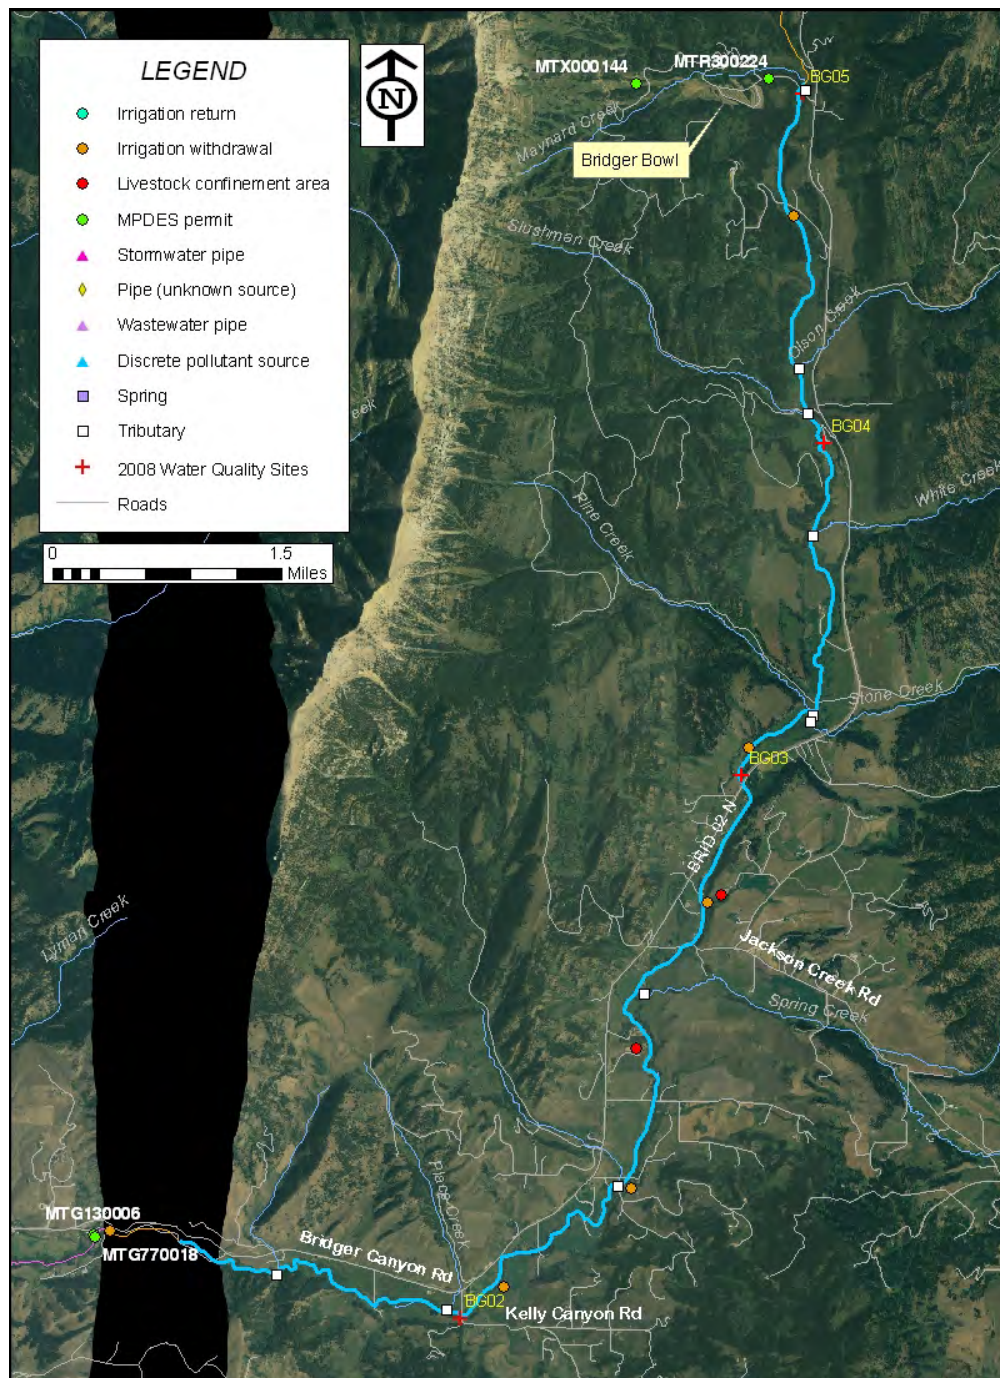 LEGEND
Irrigation return
Irrigation withdrawal
Livestock confinement area
MPDES permit
Stormwater pipe
Pipe (unknown source)
Wastewater pipe
Discrete pollutant source
Spring
Tributary
2008 Water Quality Sites
Roads
N
0 1.5
Miles
MTX000144
MTR300224
BG05
Maynard Creek
Bridger Bowl
Slushman Creek
Olson Creek
eek
BG04
White Creek
Pine Creek
Stone Creek
BG03
BRID-02-N
Lyman Creek
Jackson Creek Rd
Spring Creek
Place Creek
MTG130006
MTG770018
Bridger Canyon Rd
BG02
Kelly Canyon Rd